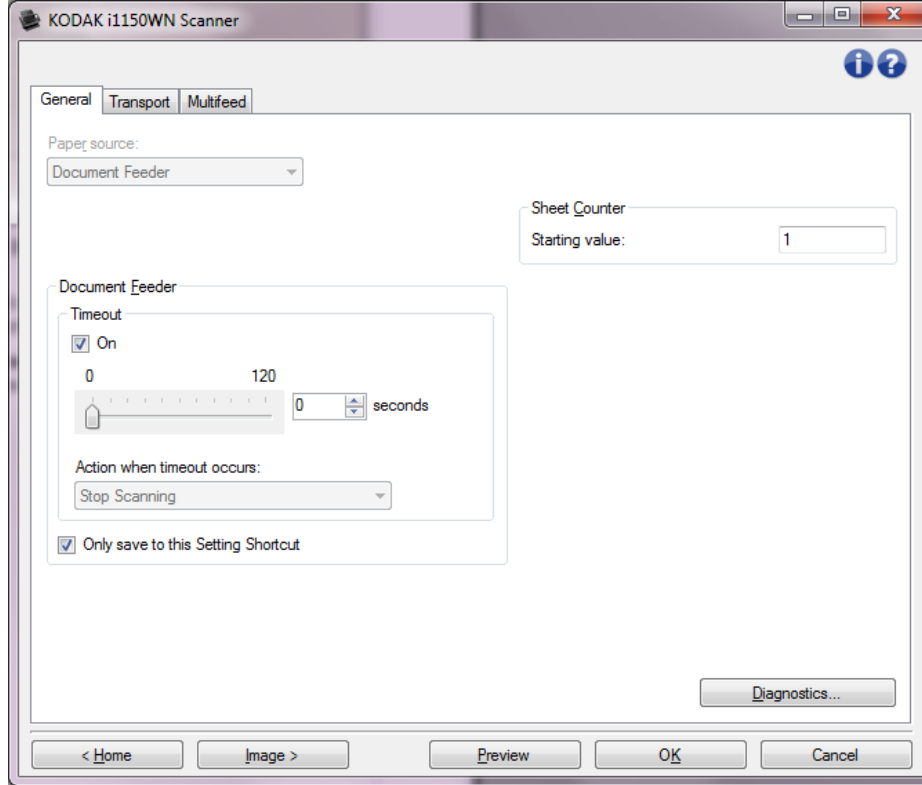 KODAK i1150WN Scanner
General Transport Multifeed
Paper source:
Document Feeder
Sheet Counter
Starting value: 1
Document Feeder
Timeout
On
0 120
0 seconds
Action when timeout occurs:
Stop Scanning
Only save to this Setting Shortcut
Diagnostics...
< Home Image > Preview OK Cancel